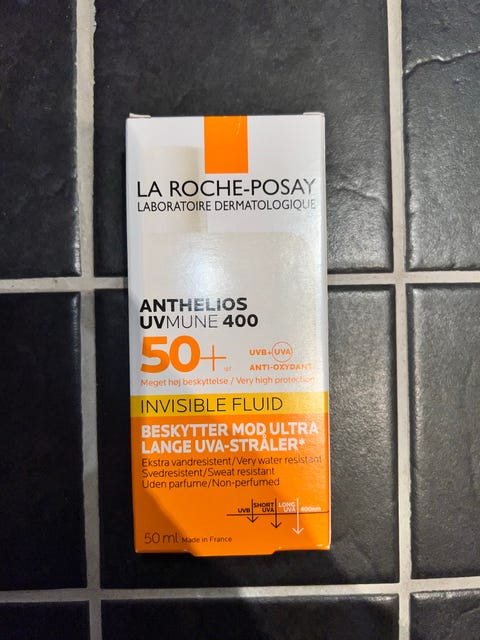 LA ROCHE-POSAY
LABORATOIRE DERMATOLOGIQUE
ANTHELIOS
UVMUNE 400
50+
SPF
UVB+UVA
ANTI-OXYDANT
Meget høj beskyttelse / Very high protection
INVISIBLE FLUID
BESKYTTER MOD ULTRA
LANGE UVA-STRÅLER*
Ekstra vandresistent/Very water resistant
Svedresistent/Sweat resistant
Uden parfume/Non-perfumed
UVB
SHORT
UVA
LONG
UVA
400nm
50 ml Made in France